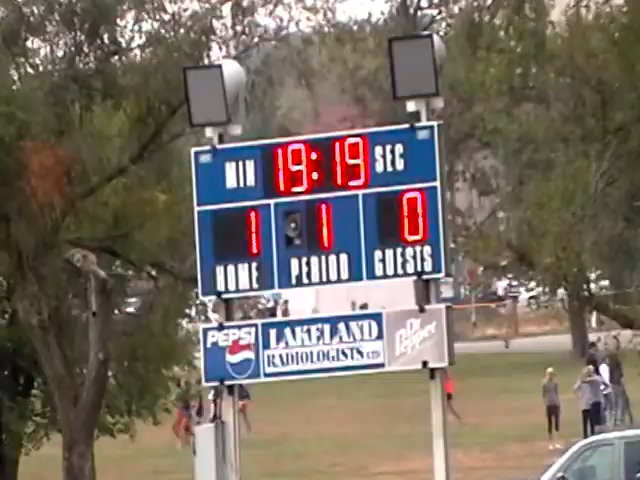 MIN 19:19 SEC
1 1 0
HOME PERIOD GUESTS
PEPSI LAKELAND Dr Pepper
RADIOLOGISTS LTD